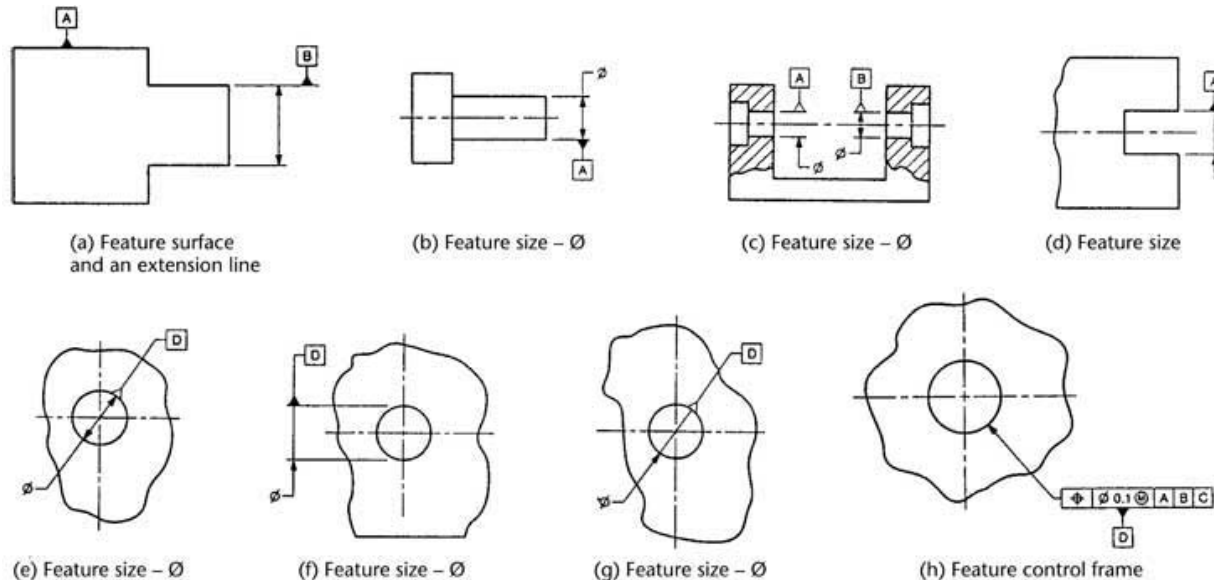 A
B
(a) Feature surface
and an extension line
Ø
A
(b) Feature size – Ø
A
B
Ø
Ø
(c) Feature size – Ø
A
(d) Feature size
D
Ø
(e) Feature size – Ø
D
Ø
(f) Feature size – Ø
D
Ø
(g) Feature size – Ø
⌖ Ø 0.1 Ⓜ A B C
D
(h) Feature control frame